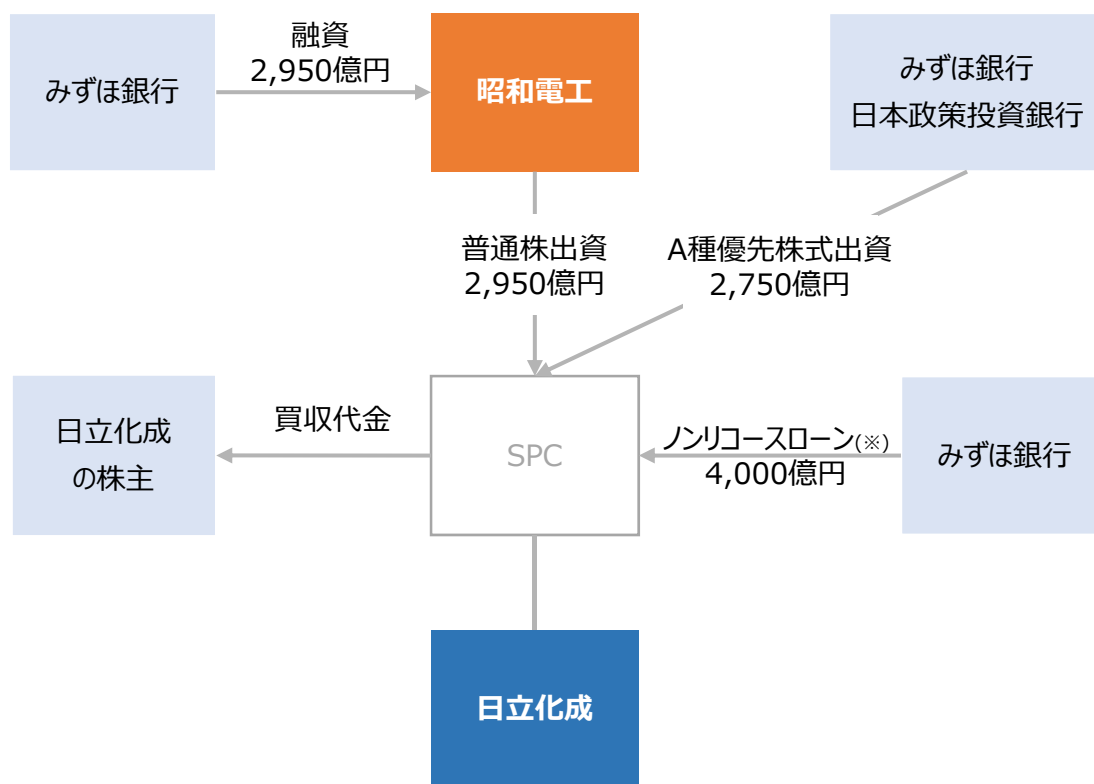 融資
2,950億円
みずほ銀行
昭和電工
みずほ銀行
日本政策投資銀行
普通株出資
2,950億円
A種優先株式出資
2,750億円
日立化成
の株主
買収代金
SPC
ノンリコースローン(※)
4,000億円
みずほ銀行
日立化成